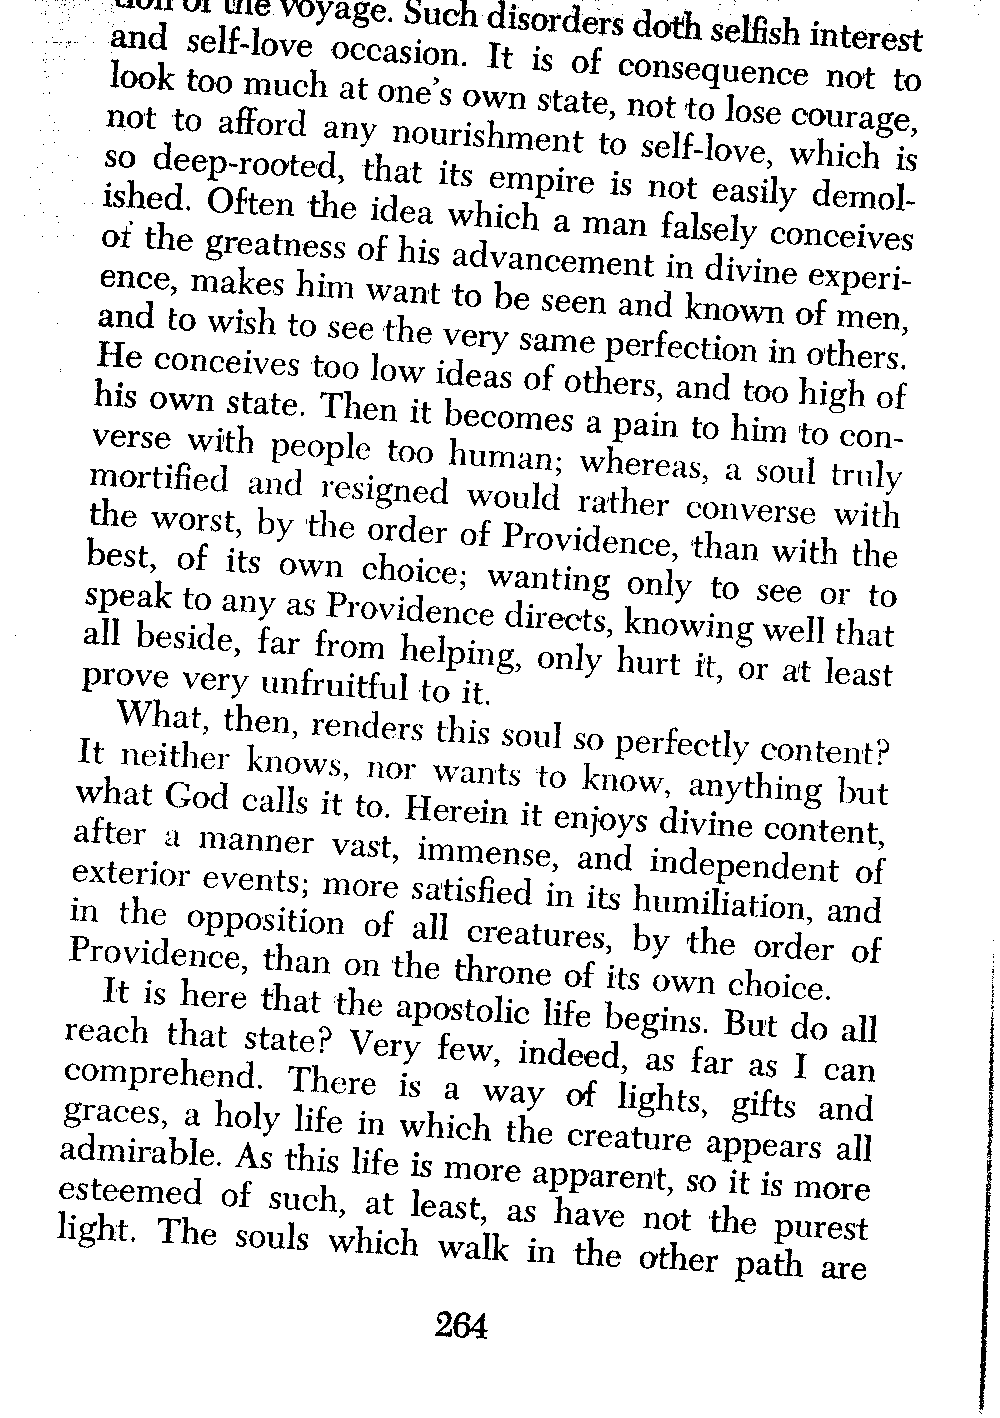 tion of the voyage. Such disorders doth selfish interest
and self-love occasion. It is of consequence not to
look too much at one's own state, not to lose courage,
not to afford any nourishment to self-love, which is
so deep-rooted, that its empire is not easily demol-
ished. Often the idea which a man falsely conceives
of the greatness of his advancement in divine experi-
ence, makes him want to be seen and known of men,
and to wish to see the very same perfection in others.
He conceives too low ideas of others, and too high of
his own state. Then it becomes a pain to him to con-
verse with people too human; whereas, a soul truly
mortified and resigned would rather converse with
the worst, by the order of Providence, than with the
best, of its own choice; wanting only to see or to
speak to any as Providence directs, knowing well that
all beside, far from helping, only hurt it, or at least
prove very unfruitful to it.
What, then, renders this soul so perfectly content?
It neither knows, nor wants to know, anything but
what God calls it to. Herein it enjoys divine content,
after a manner vast, immense, and independent of
exterior events; more satisfied in its humiliation, and
in the opposition of all creatures, by the order of
Providence, than on the throne of its own choice.
It is here that the apostolic life begins. But do all
reach that state? Very few, indeed, as far as I can
comprehend. There is a way of lights, gifts and
graces, a holy life in which the creature appears all
admirable. As this life is more apparent, so it is more
esteemed of such, at least, as have not the purest
light. The souls which walk in the other path are
264